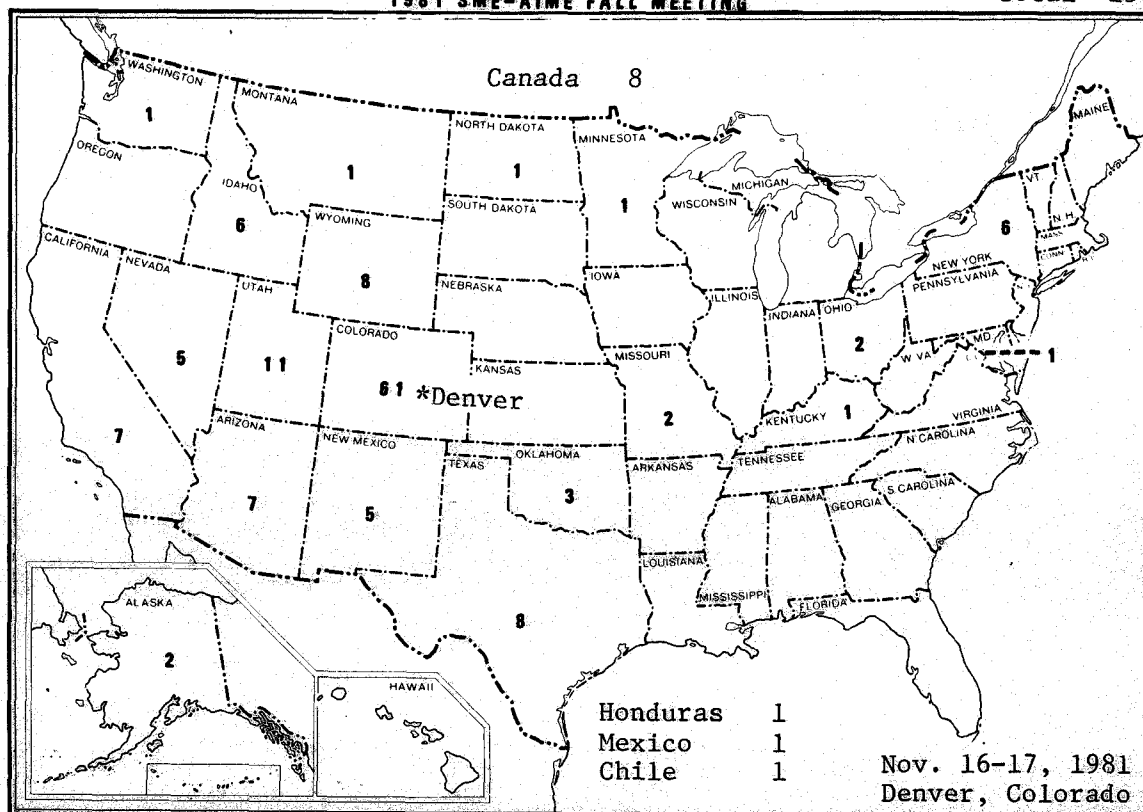 1981 SME-AIME FALL MEETING
Canada 8
WASHINGTON
1
MONTANA
1
NORTH DAKOTA
1
MINNESOTA
1
MAINE
OREGON
IDAHO
6
WYOMING
8
SOUTH DAKOTA
MICHIGAN
WISCONSIN
VT.
N H.
MASS
CONN
R.I.
6
NEW YORK
CALIFORNIA
7
NEVADA
5
UTAH
11
COLORADO
61 *Denver
NEBRASKA
IOWA
ILLINOIS
INDIANA
OHIO
2
PENNSYLVANIA
MD
1
W VA
KANSAS
MISSOURI
2
KENTUCKY
1
VIRGINIA
ARIZONA
7
NEW MEXICO
5
TEXAS
8
OKLAHOMA
3
ARKANSAS
TENNESSEE
N CAROLINA
S CAROLINA
ALABAMA
GEORGIA
LOUISIANA
MISSISSIPPI
FLORIDA
ALASKA
2
HAWAII
Honduras 1
Mexico 1
Chile 1
Nov. 16-17, 1981
Denver, Colorado